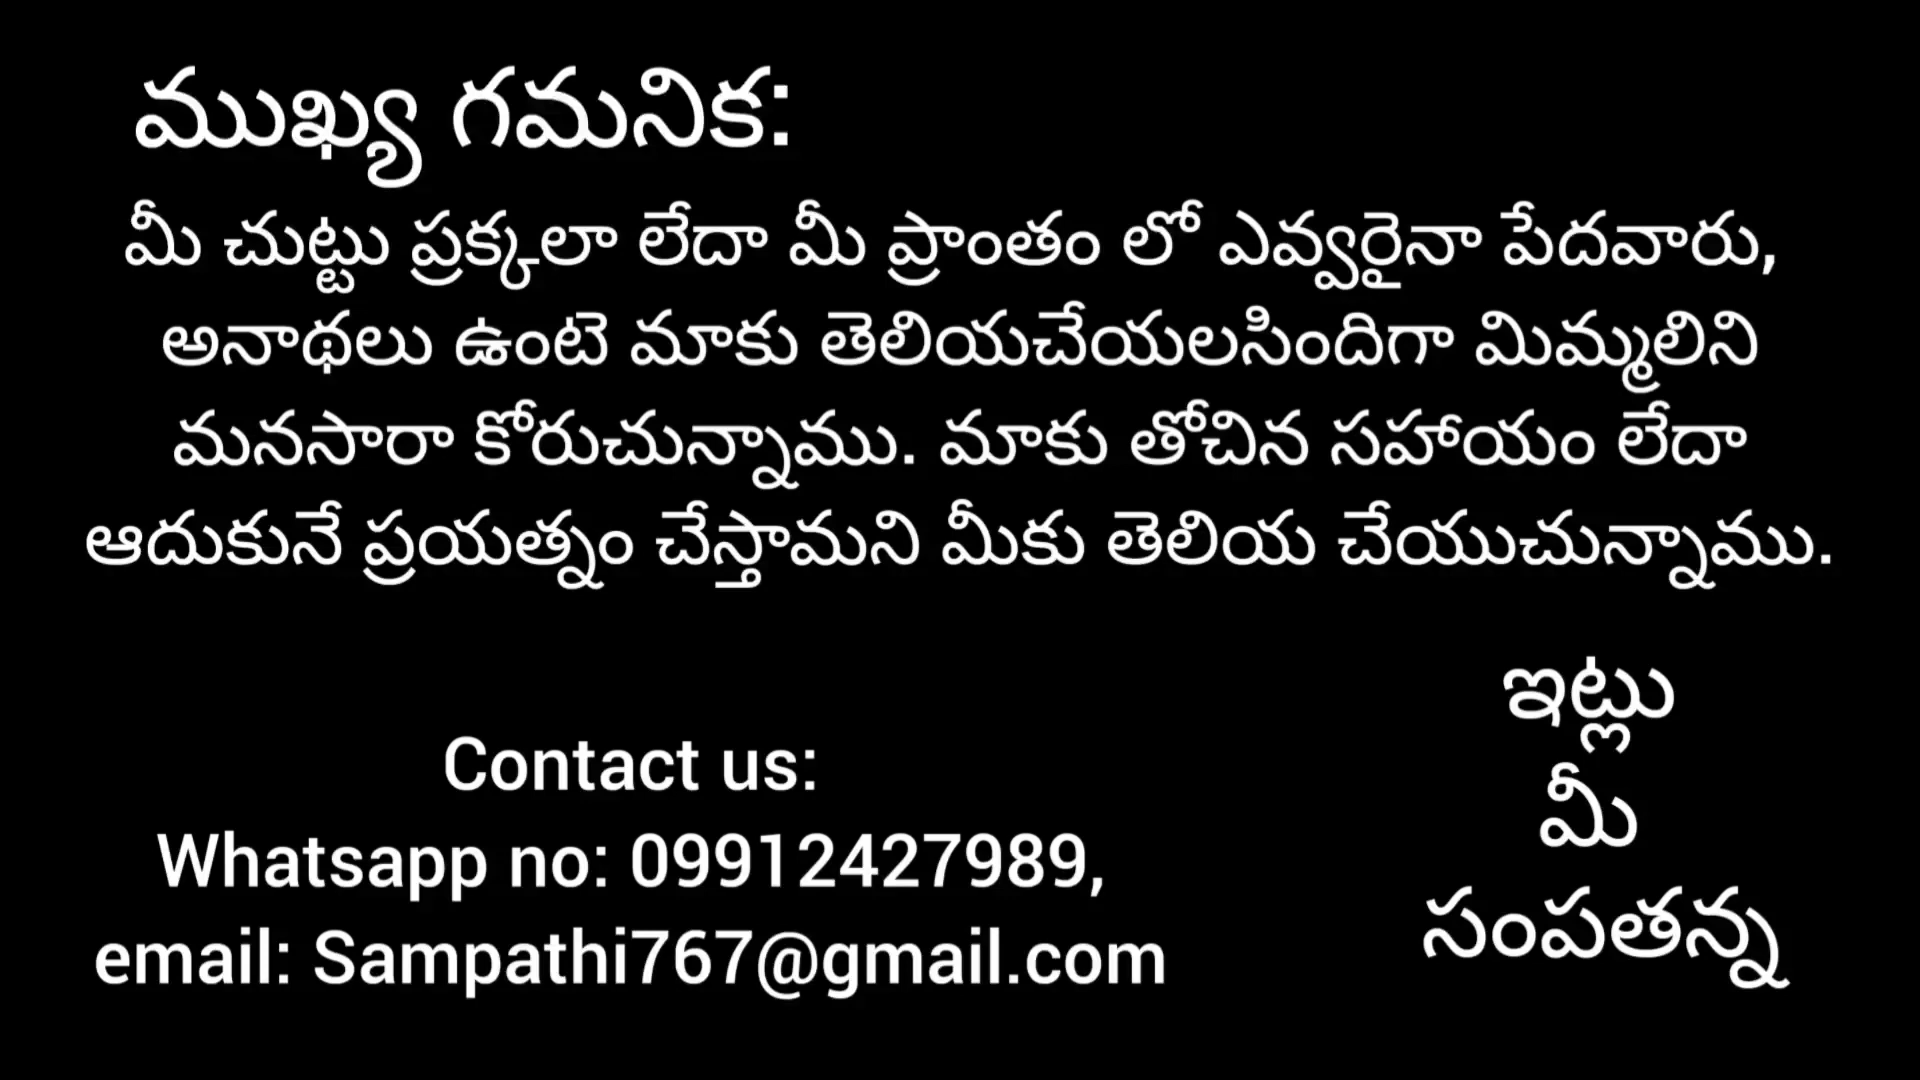 ముఖ్య గమనిక:
మీ చుట్టు ప్రక్కలా లేదా మీ ప్రాంతం లో ఎవ్వరైనా పేదవారు,
అనాథలు ఉంటె మాకు తెలియచేయలసిందిగా మిమ్మలిని
మనసారా కోరుచున్నాము. మాకు తోచిన సహాయం లేదా
ఆదుకునే ప్రయత్నం చేస్తామని మీకు తెలియ చేయుచున్నాము.
Contact us:
Whatsapp no: 09912427989,
email: Sampathi767@gmail.com
ఇట్లు
మీ
సంపతన్న